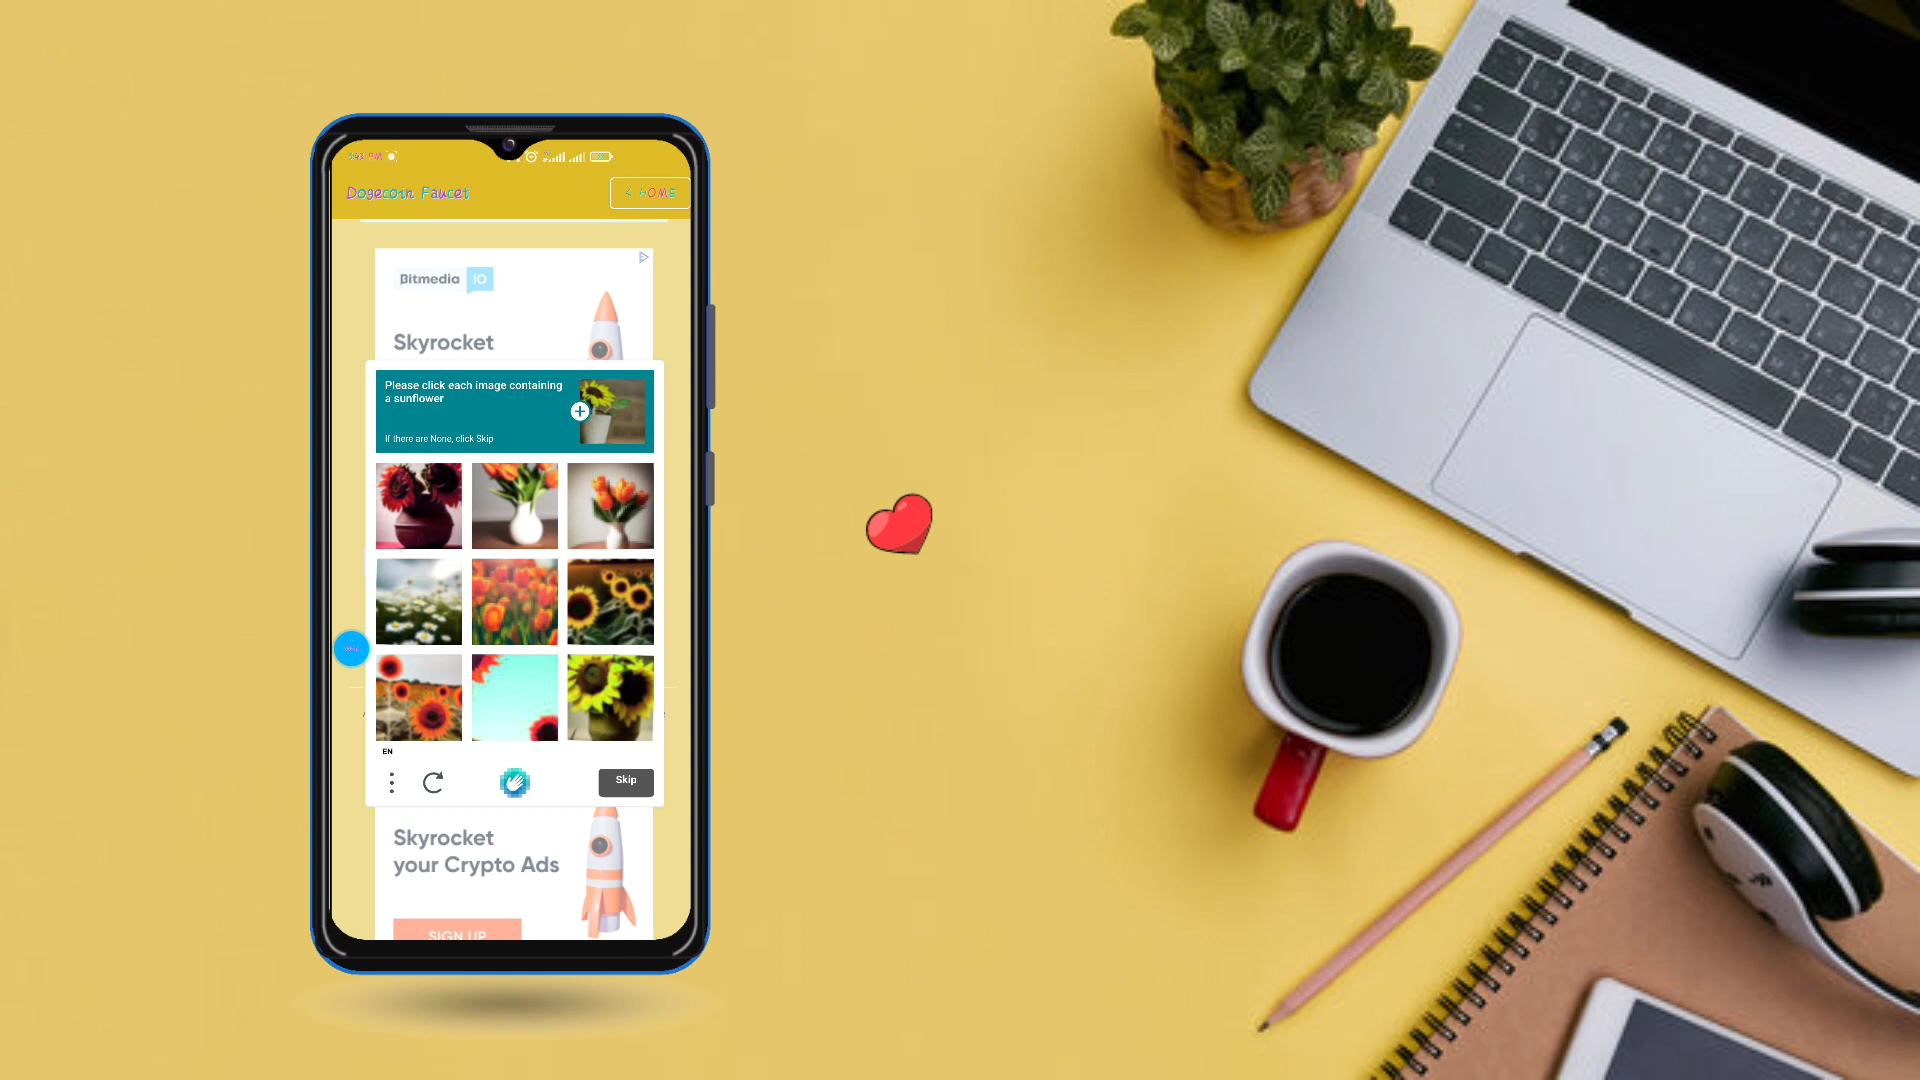 Dogecoin Faucet
< HOME
Bitmedia IO
Skyrocket
Please click each image containing
a sunflower
If there are None, click Skip
EN
Skip
Skyrocket
your Crypto Ads
SIGN UP